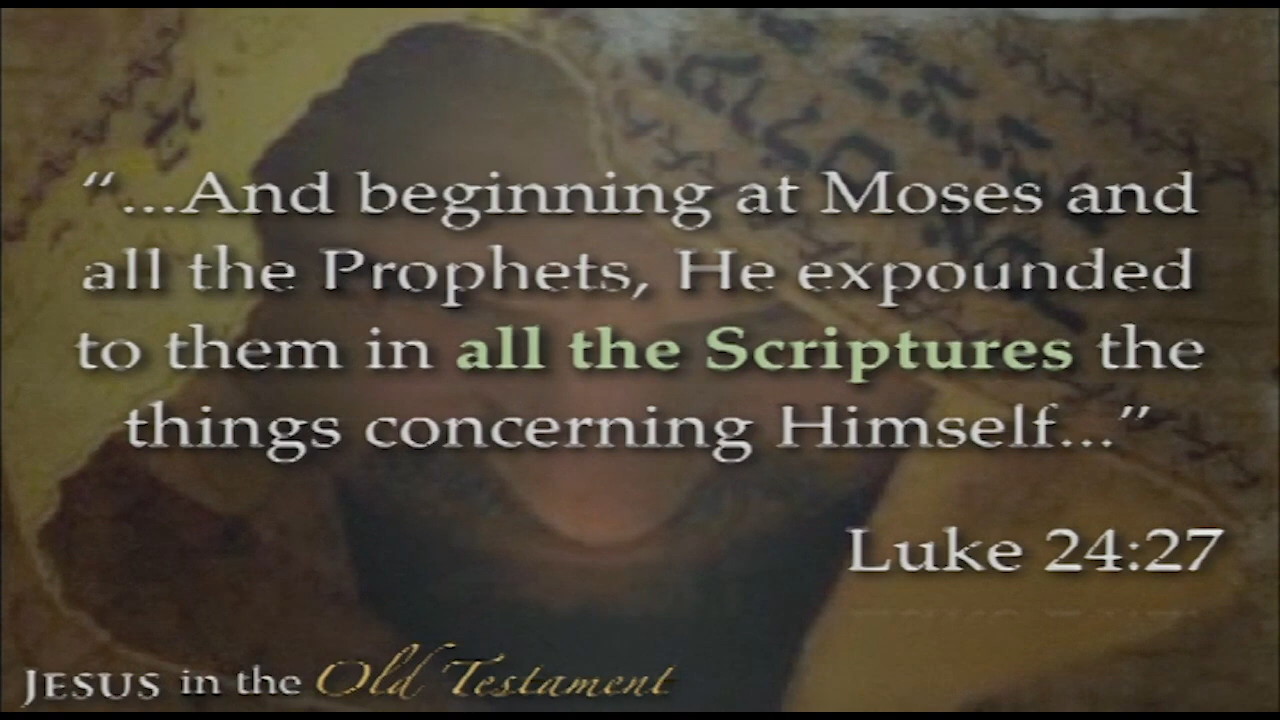 “...And beginning at Moses and
all the Prophets, He expounded
to them in all the Scriptures the
things concerning Himself...”
Luke 24:27
JESUS in the Old Testament